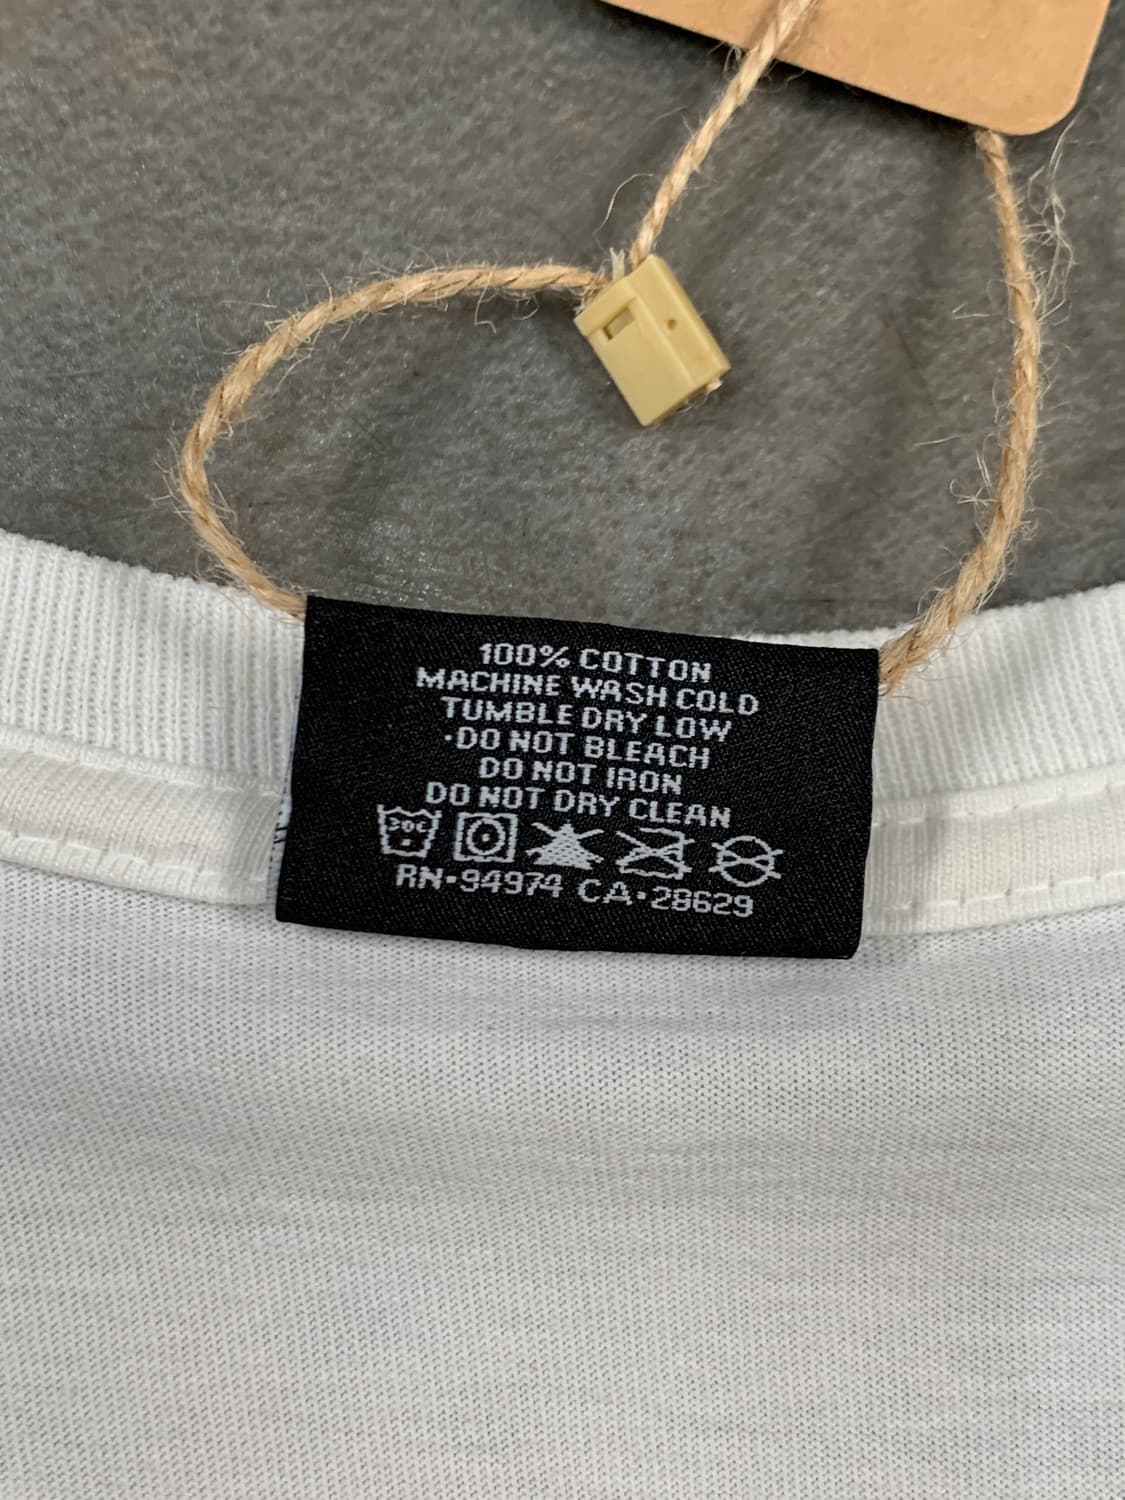 100% COTTON
MACHINE WASH COLD
TUMBLE DRY LOW
·DO NOT BLEACH
DO NOT IRON
DO NOT DRY CLEAN
30C
RN·94974 CA·28629